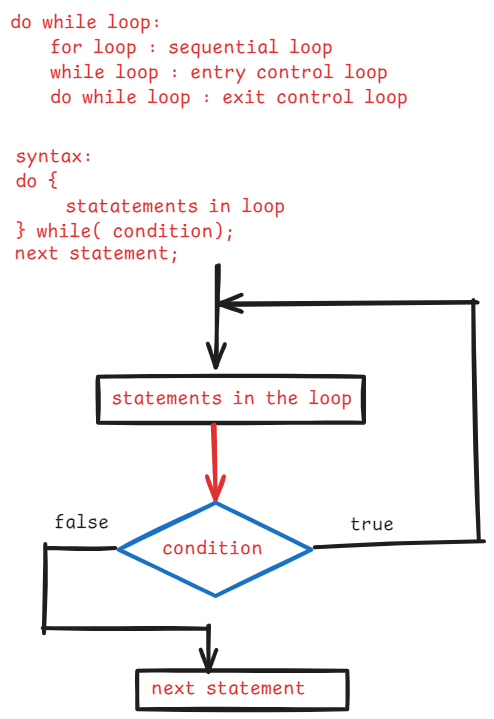 do while loop:
for loop : sequential loop
while loop : entry control loop
do while loop : exit control loop
syntax:
do {
statatements in loop
} while( condition);
next statement;
statements in the loop
false
true
condition
next statement